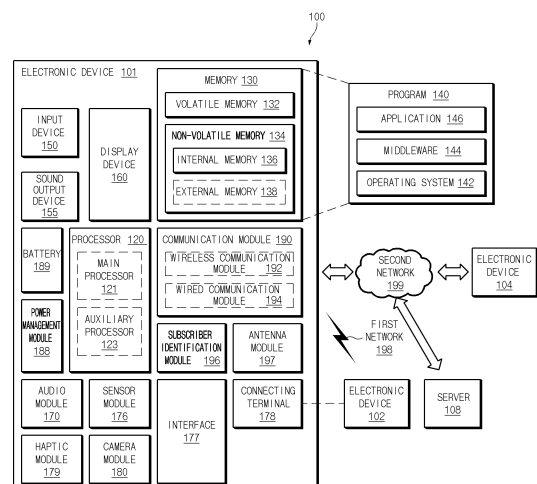 100
ELECTRONIC DEVICE 101
INPUT
DEVICE
150
SOUND
OUTPUT
DEVICE
155
DISPLAY
DEVICE
160
MEMORY 130
VOLATILE MEMORY 132
NON-VOLATILE MEMORY 134
INTERNAL MEMORY 136
EXTERNAL MEMORY 138
PROGRAM 140
APPLICATION 146
MIDDLEWARE 144
OPERATING SYSTEM 142
BATTERY
189
POWER
MANAGEMENT
MODULE
188
PROCESSOR 120
MAIN
PROCESSOR
121
AUXILIARY
PROCESSOR
123
COMMUNICATION MODULE 190
WIRELESS COMMUNICATION
MODULE 192
WIRED COMMUNICATION
MODULE 194
SUBSCRIBER
IDENTIFICATION
MODULE 196
ANTENNA
MODULE
197
SECOND
NETWORK
199
ELECTRONIC
DEVICE
104
FIRST
NETWORK
198
AUDIO
MODULE
170
SENSOR
MODULE
176
INTERFACE
177
CONNECTING
TERMINAL
178
ELECTRONIC
DEVICE
102
SERVER
108
HAPTIC
MODULE
179
CAMERA
MODULE
180